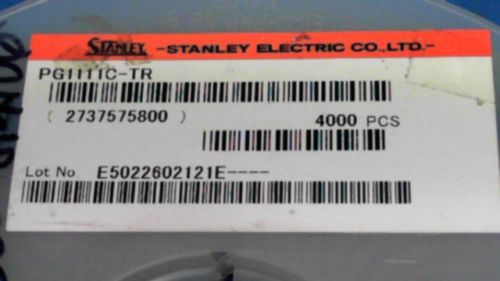 STANLEY -STANLEY ELECTRIC CO.,LTD.-
PG1111C-TR
( 2737575800 ) 4000 PCS
Lot No E5022602121E----